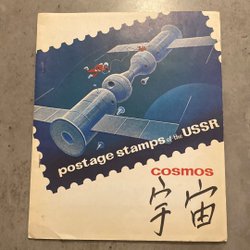 postage stamps of the USSR
cosmos
宇宙